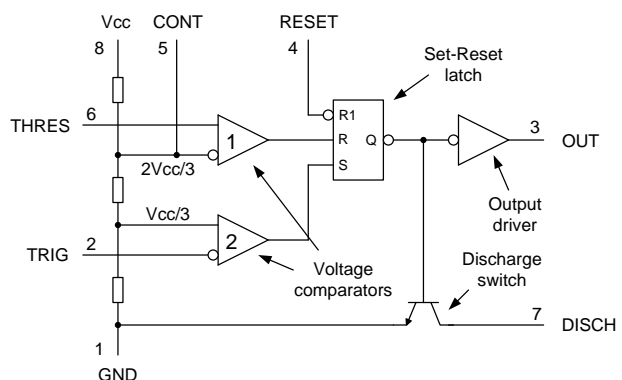 Vcc CONT RESET
8 5 4
Set-Reset
latch
6
THRES
R1
1
R Q
3
OUT
2Vcc/3
S
Output
driver
Vcc/3
2
TRIG
2
Voltage
comparators
Discharge
switch
7
DISCH
1
GND